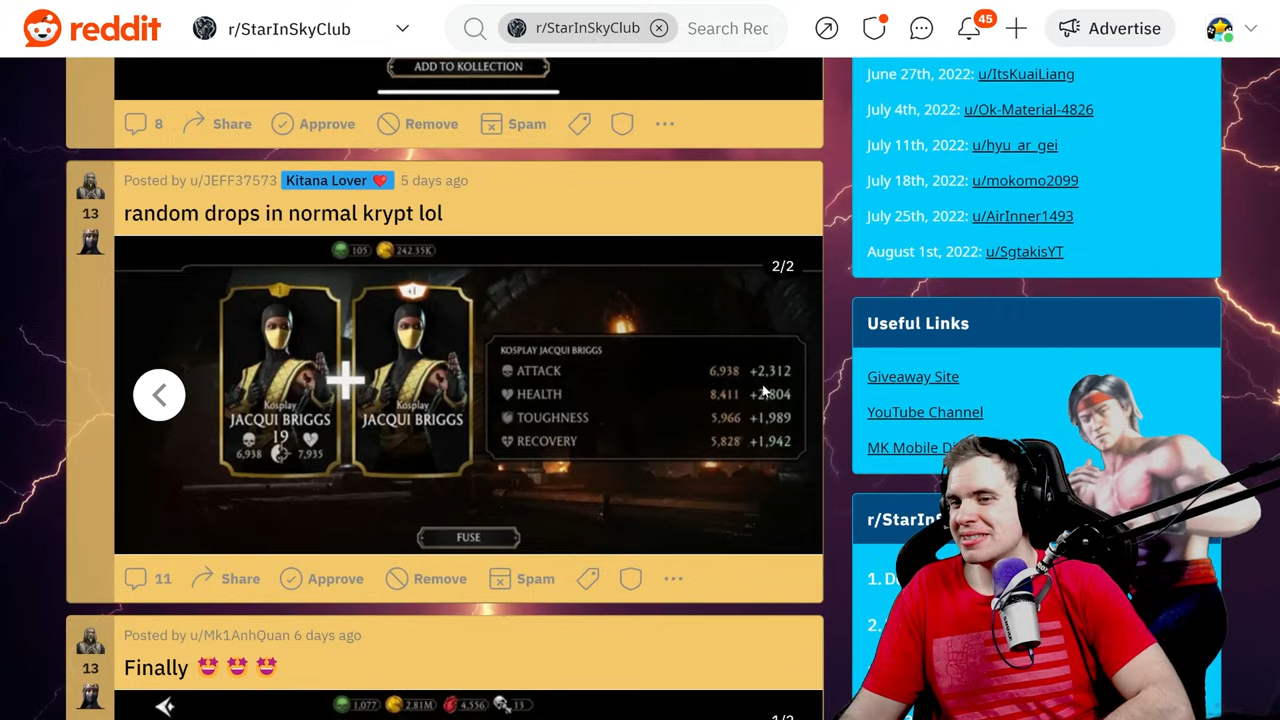 reddit
r/StarInSkyClub
r/StarInSkyClub
Search Red
45
Advertise
ADD TO KOLLECTION
8 Share Approve Remove Spam
Posted by u/JEFF37573 Kitana Lover 5 days ago
13
random drops in normal krypt lol
105 242.35K
2/2
+1
Kosplay
JACQUI BRIGGS
19
6,938 7,935
Kosplay
JACQUI BRIGGS
KOSPLAY JACQUI BRIGGS
ATTACK 6,938 +2,312
HEALTH 8,411 +2,804
TOUGHNESS 5,966 +1,989
RECOVERY 5,828 +1,942
FUSE
11 Share Approve Remove Spam
Posted by u/Mk1AnhQuan 6 days ago
13
Finally
1,077 2.81M 4,556 13
1/2
June 27th, 2022: u/ItsKuaiLiang
July 4th, 2022: u/Ok-Material-4826
July 11th, 2022: u/hyu_ar_gei
July 18th, 2022: u/mokomo2099
July 25th, 2022: u/AirInner1493
August 1st, 2022: u/SgtakisYT
Useful Links
Giveaway Site
YouTube Channel
MK Mobile Di
r/StarIn
1. D
2.